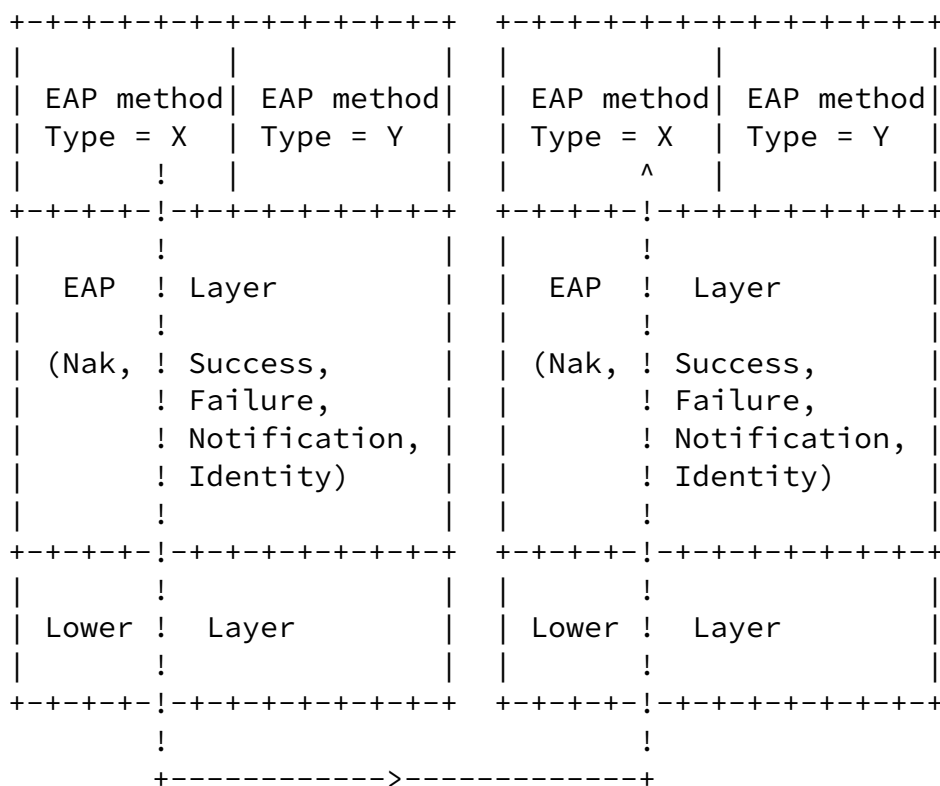 +-+-+-+-+-+-+-+-+-+-+-+-+  +-+-+-+-+-+-+-+-+-+-+-+-+
|           |           |  |           |           |
| EAP method| EAP method|  | EAP method| EAP method|
| Type = X  | Type = Y  |  | Type = X  | Type = Y  |
|       !   |           |  |       ^   |           |
+-+-+-+-!-+-+-+-+-+-+-+-+  +-+-+-+-!-+-+-+-+-+-+-+-+
|       !               |  |       !               |
|  EAP  ! Layer         |  |  EAP  !  Layer        |
|       !               |  |       !               |
| (Nak, ! Success,      |  | (Nak, ! Success,      |
|       ! Failure,      |  |       ! Failure,      |
|       ! Notification, |  |       ! Notification, |
|       ! Identity)     |  |       ! Identity)     |
|       !               |  |       !               |
+-+-+-+-!-+-+-+-+-+-+-+-+  +-+-+-+-!-+-+-+-+-+-+-+-+
|       !               |  |       !               |
| Lower !  Layer        |  | Lower !  Layer        |
|       !               |  |       !               |
+-+-+-+-!-+-+-+-+-+-+-+-+  +-+-+-+-!-+-+-+-+-+-+-+-+
        !                          !
        +------------>-------------+